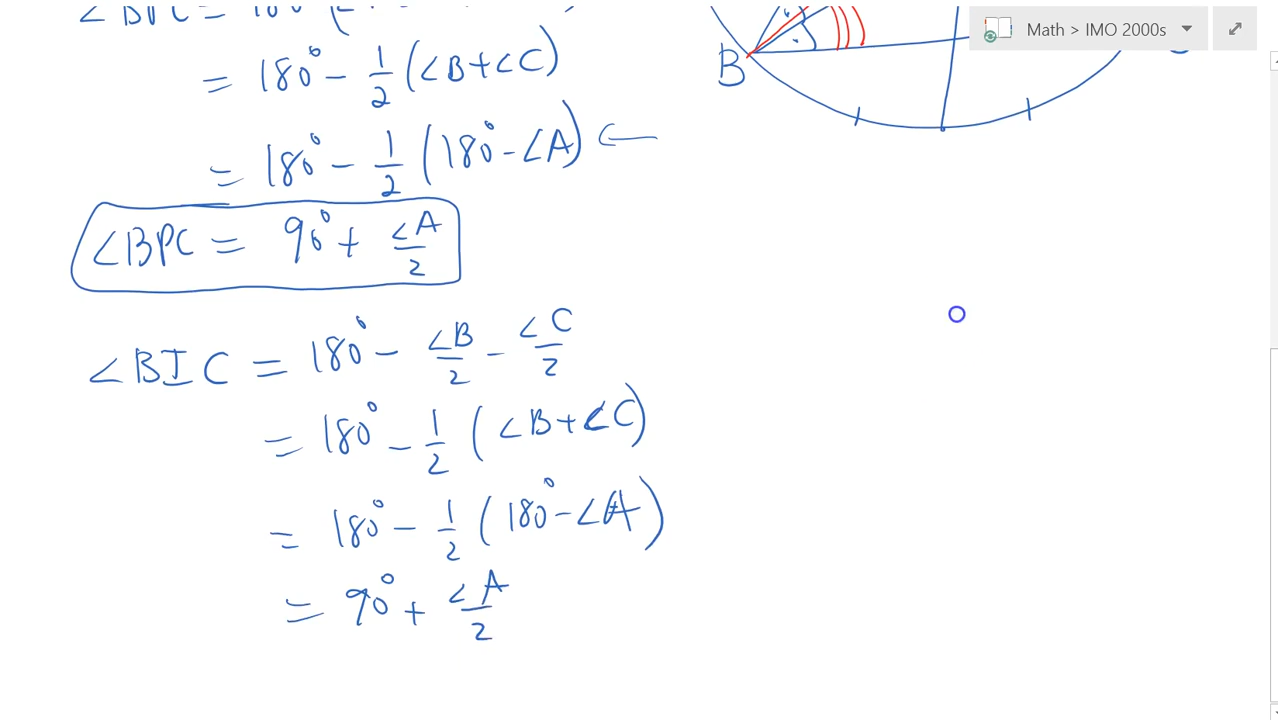 = 180° - 1/2 (∠B+∠C)
= 180° - 1/2 (180° - ∠A) ←
∠BPC = 90° + ∠A/2
∠BIC = 180° - ∠B/2 - ∠C/2
= 180° - 1/2 (∠B+∠C)
= 180° - 1/2 (180° - ∠A)
= 90° + ∠A/2
B
Math > IMO 2000s